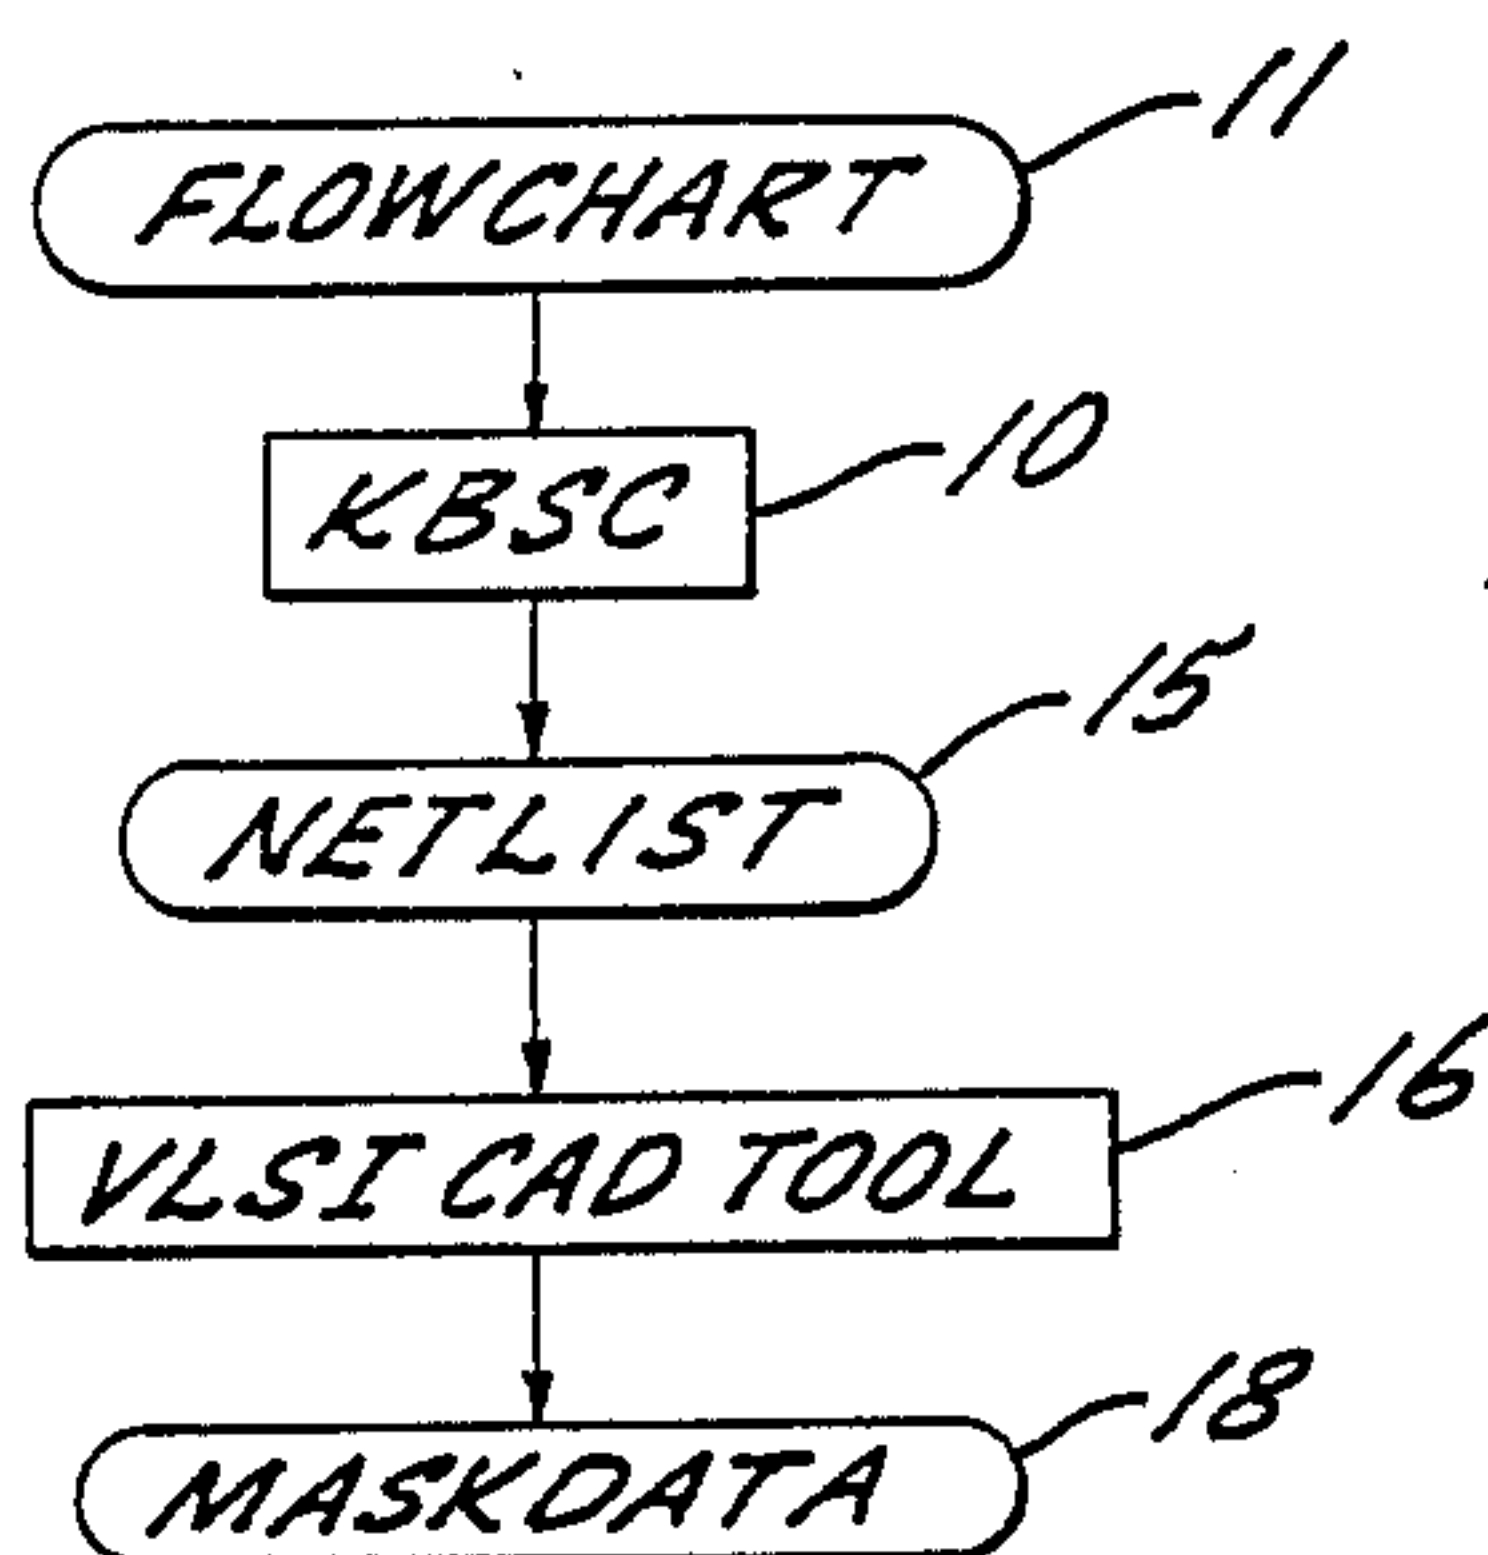 11
FLOWCHART
10
KBSC
15
NETLIST
16
VLSI CAD TOOL
18
MASKDATA